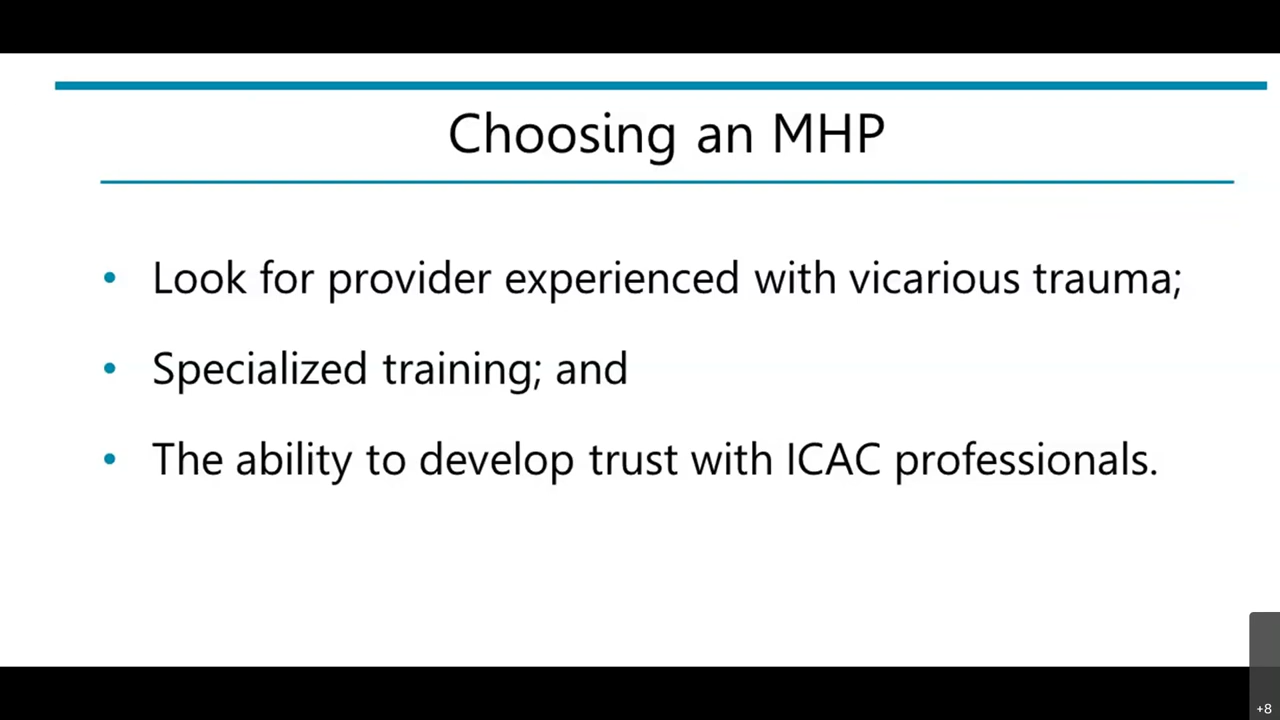 Choosing an MHP
• Look for provider experienced with vicarious trauma;
• Specialized training; and
• The ability to develop trust with ICAC professionals.
+8